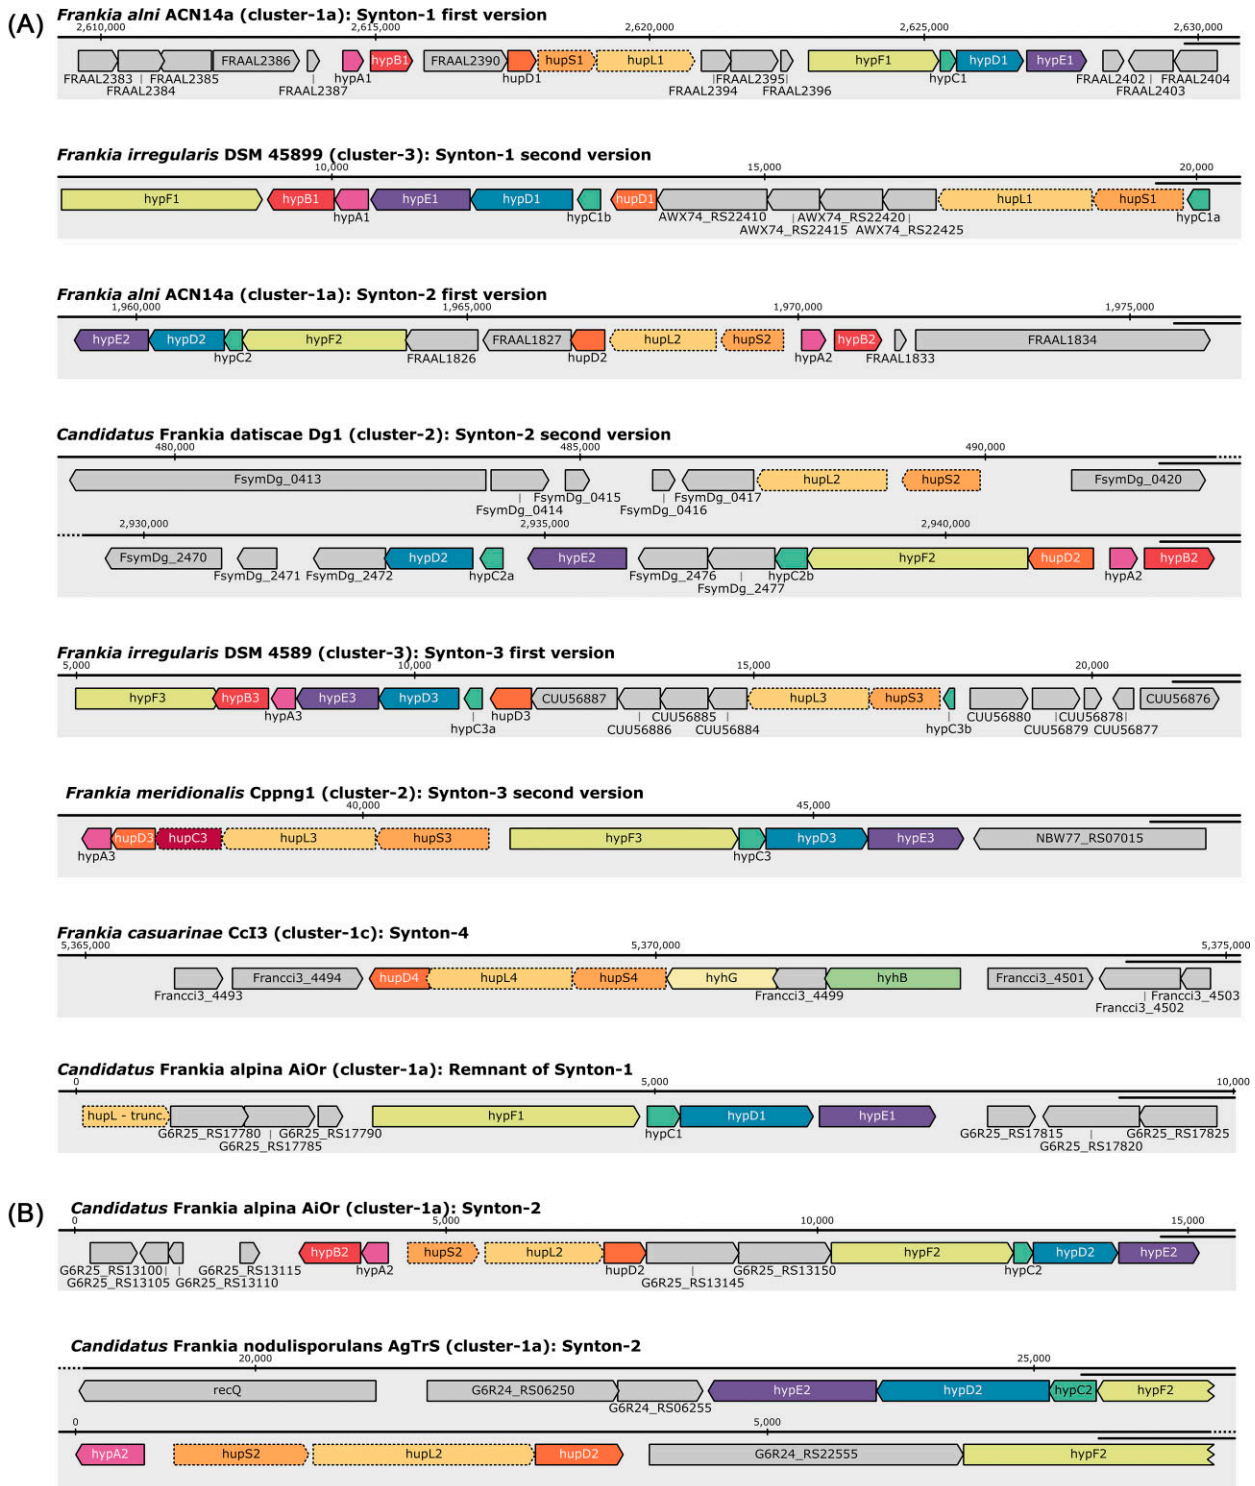 (A)
Frankia alni ACN14a (cluster-1a): Synton-1 first version
2,610,000 2,615,000 2,620,000 2,625,000 2,630,000
FRAAL2386 hypB1 FRAAL2390 hupS1 hupL1 hypF1 hypD1 hypE1
FRAAL2383 FRAAL2385 hypA1 hupD1 FRAAL2395 hypC1 FRAAL2402 FRAAL2404
FRAAL2384 FRAAL2387 FRAAL2394 FRAAL2396 FRAAL2403
Frankia irregularis DSM 45899 (cluster-3): Synton-1 second version
10,000 15,000 20,000
hypF1 hypB1 hypE1 hypD1 hupD1 hupL1 hupS1
hypA1 hypC1b AWX74_RS22410 AWX74_RS22420 hypC1a
AWX74_RS22415 AWX74_RS22425
Frankia alni ACN14a (cluster-1a): Synton-2 first version
1,960,000 1,965,000 1,970,000 1,975,000
hypE2 hypD2 hypF2 FRAAL1827 hupL2 hupS2 hypB2 FRAAL1834
hypC2 FRAAL1826 hupD2 hypA2 FRAAL1833
Candidatus Frankia datiscae Dg1 (cluster-2): Synton-2 second version
480,000 485,000 490,000
FsymDg_0413 hupL2 hupS2 FsymDg_0420
FsymDg_0415 FsymDg_0417
FsymDg_0414 FsymDg_0416
2,930,000 2,935,000 2,940,000
FsymDg_2470 hypD2 hypE2 hypF2 hupD2 hypB2
FsymDg_2471 FsymDg_2472 hypC2a FsymDg_2476 hypC2b hypA2
FsymDg_2477
Frankia irregularis DSM 4589 (cluster-3): Synton-3 first version
5,000 10,000 15,000 20,000
hypF3 hypB3 hypE3 hypD3 hupD3 CUU56887 hupL3 hupS3 CUU56876
hypA3 CUU56885 CUU56880 CUU56878
hypC3a CUU56886 CUU56884 hypC3b CUU56879 CUU56877
Frankia meridionalis Cppng1 (cluster-2): Synton-3 second version
40,000 45,000
hupD3 hupC3 hupL3 hupS3 hypF3 hypD3 hypE3 NBW77_RS07015
hypA3 hypC3
Frankia casuarinae CcI3 (cluster-1c): Synton-4
5,365,000 5,370,000 5,375,000
Francci3_4494 hupD4 hupL4 hupS4 hyhG hyhB Francci3_4501
Francci3_4493 Francci3_4499 Francci3_4503
Francci3_4502
Candidatus Frankia alpina AiOr (cluster-1a): Remnant of Synton-1
0 5,000 10,000
hupL - trunc. hypF1 hypD1 hypE1
G6R25_RS17780 G6R25_RS17790 hypC1 G6R25_RS17815 G6R25_RS17825
G6R25_RS17785 G6R25_RS17820
(B)
Candidatus Frankia alpina AiOr (cluster-1a): Synton-2
0 5,000 10,000 15,000
hypB2 hupS2 hupL2 hypF2 hypD2 hypE2
G6R25_RS13100 G6R25_RS13115 hypA2 hupD2 G6R25_RS13150 hypC2
G6R25_RS13105 G6R25_RS13110 G6R25_RS13145
Candidatus Frankia nodulisporulans AgTrS (cluster-1a): Synton-2
20,000 25,000
recQ G6R24_RS06250 hypE2 hypD2 hypC2 hypF2
G6R24_RS06255
0 5,000
hypA2 hupS2 hupL2 hupD2 G6R24_RS22555 hypF2